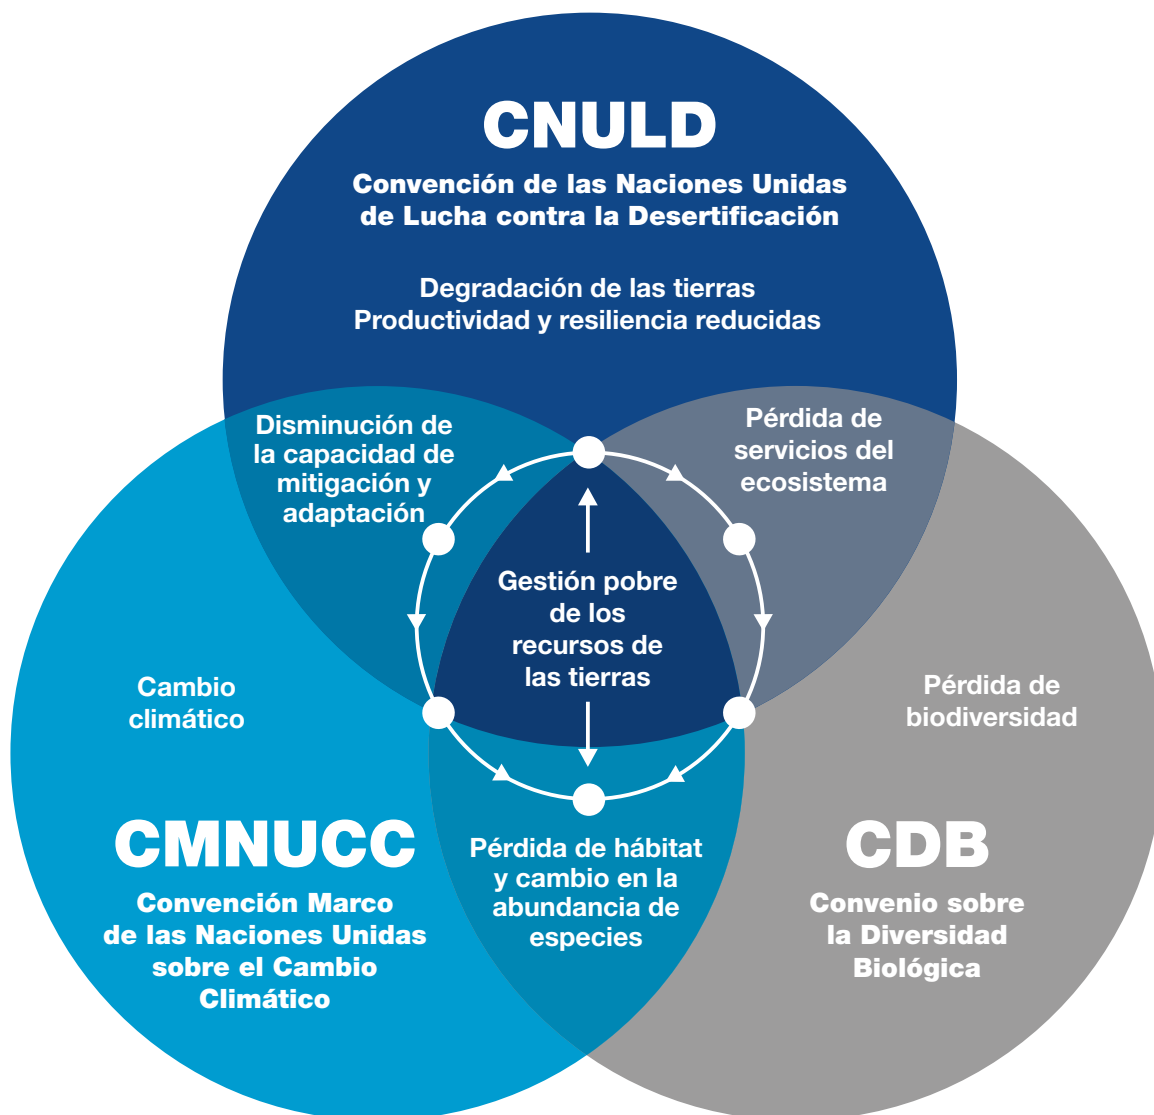 CNULD
Convención de las Naciones Unidas
de Lucha contra la Desertificación
Degradación de las tierras
Productividad y resiliencia reducidas
Disminución de
la capacidad de
mitigación y
adaptación
Pérdida de
servicios del
ecosistema
Gestión pobre
de los
recursos de
las tierras
Cambio
climático
Pérdida de
biodiversidad
CMNUCC
Convención Marco
de las Naciones Unidas
sobre el Cambio
Climático
Pérdida de hábitat
y cambio en la
abundancia de
especies
CDB
Convenio sobre
la Diversidad
Biológica